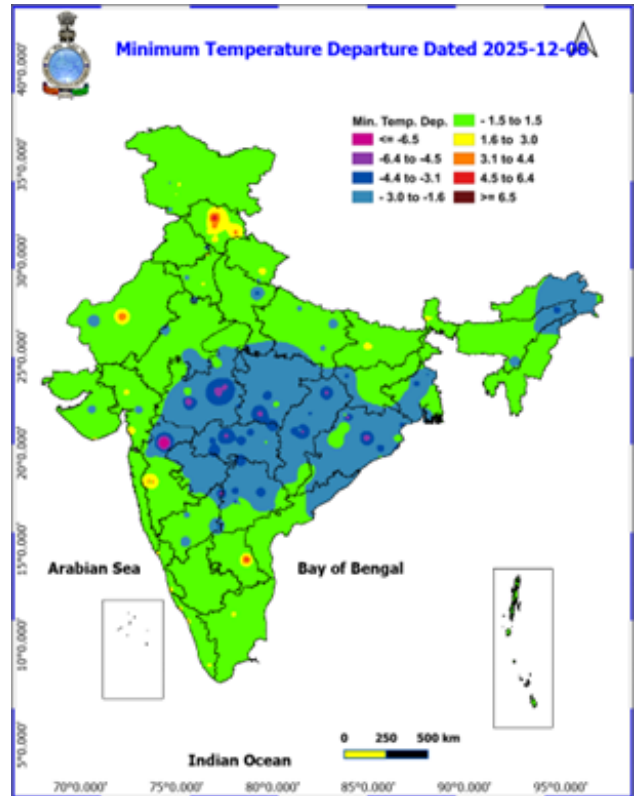 Minimum Temperature Departure Dated 2025-12-08
Min. Temp. Dep.
<= -6.5
-6.4 to -4.5
-4.4 to -3.1
- 3.0 to -1.6
- 1.5 to 1.5
1.6 to 3.0
3.1 to 4.4
4.5 to 6.4
>= 6.5
40°0.000'
35°0.000'
30°0.000'
25°0.000'
20°0.000'
15°0.000'
10°0.000'
5°0.000'
Arabian Sea
Bay of Bengal
0 250 500 km
Indian Ocean
70°0.000' 75°0.000' 80°0.000' 85°0.000' 90°0.000' 95°0.000'